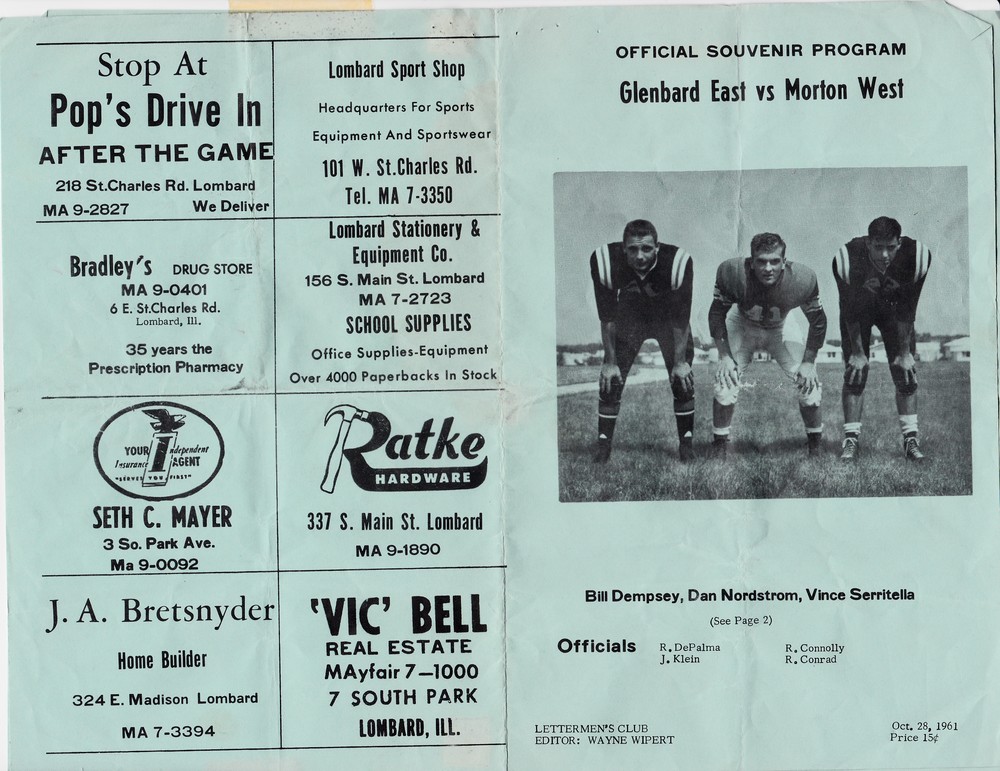 Stop At
Pop's Drive In
AFTER THE GAME
218 St.Charles Rd. Lombard
MA 9-2827 We Deliver
Lombard Sport Shop
Headquarters For Sports
Equipment And Sportswear
101 W. St.Charles Rd.
Tel. MA 7-3350
Bradley's DRUG STORE
MA 9-0401
6 E. St.Charles Rd.
Lombard, Ill.
35 years the
Prescription Pharmacy
Lombard Stationery &
Equipment Co.
156 S. Main St. Lombard
MA 7-2723
SCHOOL SUPPLIES
Office Supplies-Equipment
Over 4000 Paperbacks In Stock
YOUR Independent
Insurance AGENT
"SERVES YOU FIRST"
SETH C. MAYER
3 So. Park Ave.
Ma 9-0092
Ratke
HARDWARE
337 S. Main St. Lombard
MA 9-1890
J. A. Bretsnyder
Home Builder
324 E. Madison Lombard
MA 7-3394
'VIC' BELL
REAL ESTATE
MAyfair 7-1000
7 SOUTH PARK
LOMBARD, ILL.
OFFICIAL SOUVENIR PROGRAM
Glenbard East vs Morton West
41
Bill Dempsey, Dan Nordstrom, Vince Serritella
(See Page 2)
Officials R. DePalma R. Connolly
J. Klein R. Conrad
LETTERMEN'S CLUB
EDITOR: WAYNE WIPERT
Oct. 28, 1961
Price 15¢